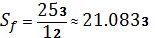 S_f = 253/12 ≈ 21.0833